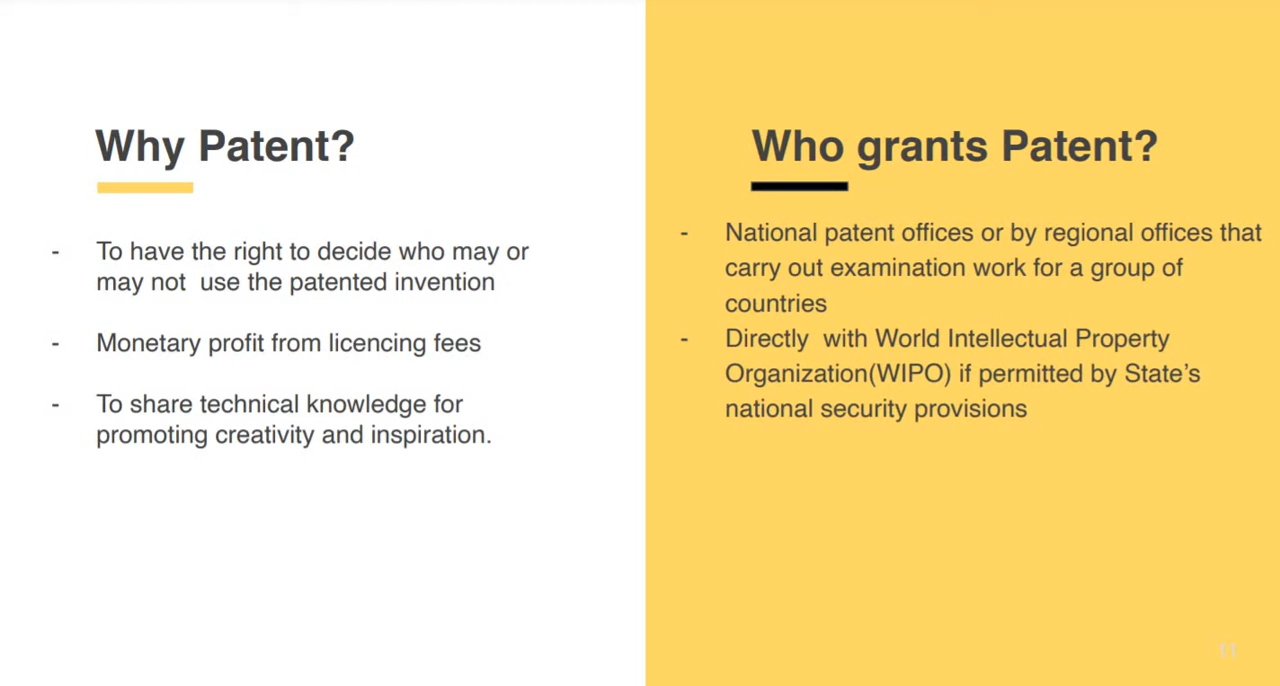 Why Patent?
- To have the right to decide who may or
may not  use the patented invention
- Monetary profit from licencing fees
- To share technical knowledge for
promoting creativity and inspiration.
Who grants Patent?
- National patent offices or by regional offices that
carry out examination work for a group of
countries
- Directly  with World Intellectual Property
Organization(WIPO) if permitted by State’s
national security provisions
11